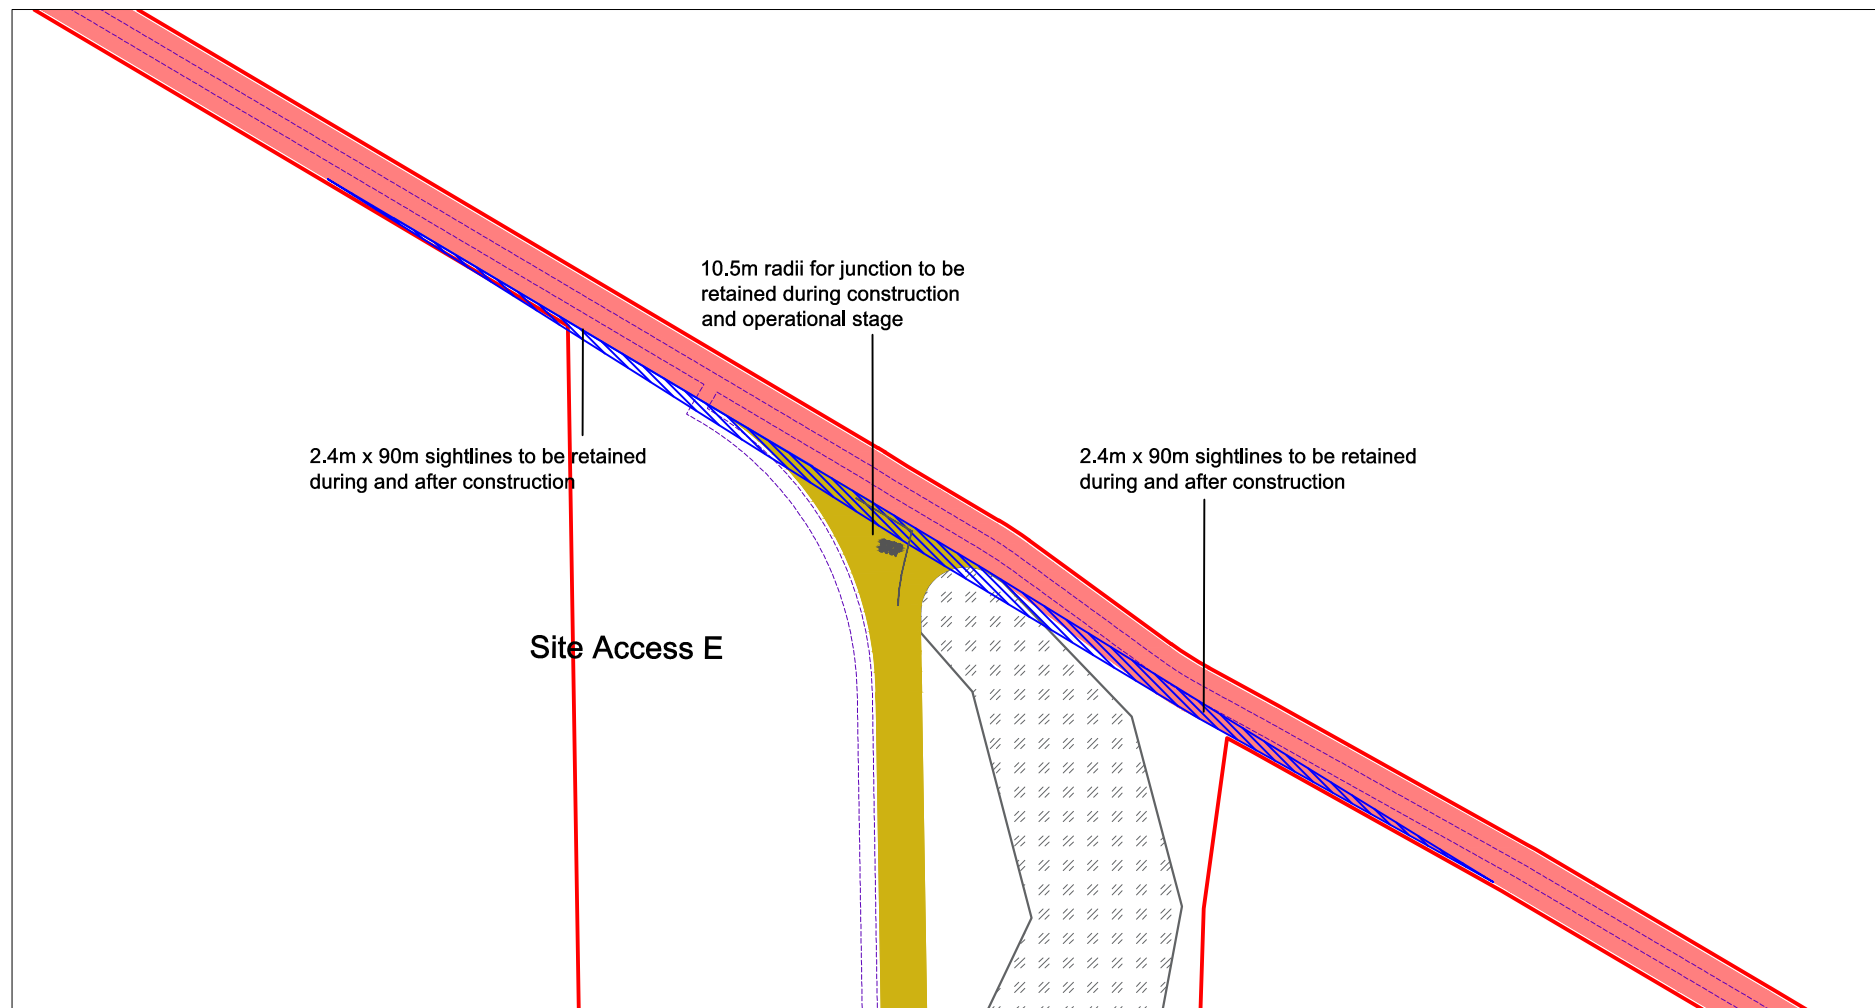 10.5m radii for junction to be
retained during construction
and operational stage
2.4m x 90m sightlines to be retained
during and after construction
2.4m x 90m sightlines to be retained
during and after construction
Site Access E